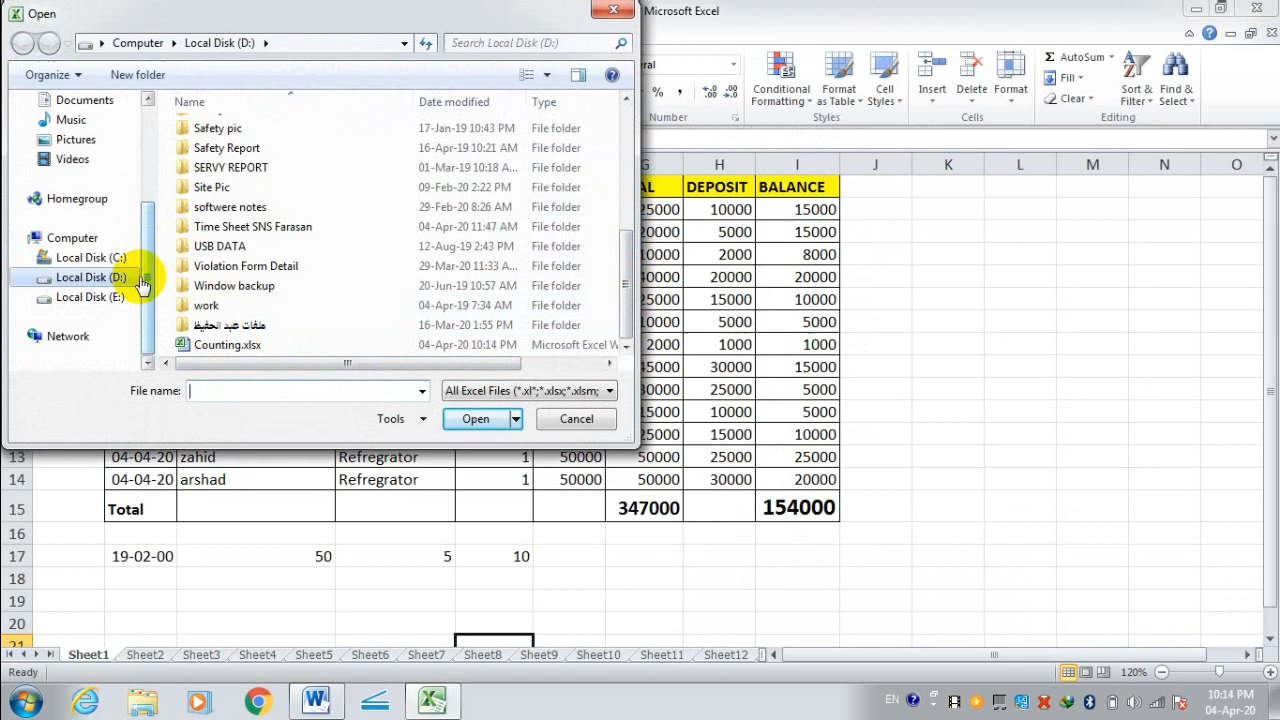 Open
Microsoft Excel
Computer
Local Disk (D:)
Search Local Disk (D:)
Organize
New folder
Documents
Music
Pictures
Videos
Homegroup
Computer
Local Disk (C:)
Local Disk (D:)
Local Disk (E:)
Network
Name Date modified Type
Safety pic 17-Jan-19 10:43 PM File folder
Safety Report 16-Apr-19 10:21 AM File folder
SERVY REPORT 01-Mar-19 10:18 A... File folder
Site Pic 09-Feb-20 2:22 PM File folder
softwere notes 29-Feb-20 8:26 AM File folder
Time Sheet SNS Farasan 04-Apr-20 11:47 AM File folder
USB DATA 12-Aug-19 2:43 PM File folder
Violation Form Detail 29-Mar-20 11:33 A... File folder
Window backup 20-Jun-19 10:57 AM File folder
work 04-Apr-19 7:34 AM File folder
ملفات عبد الحفيظ 16-Mar-20 1:55 PM File folder
Counting.xlsx 04-Apr-20 10:14 PM Microsoft Excel W
File name:
All Excel Files (*.xl*;*.xlsx;*.xlsm;
Tools
Open
Cancel
% ,
Number
Conditional
Formatting
Format
as Table
Cell
Styles
Styles
Insert
Delete
Format
Cells
Σ AutoSum
Fill
Clear
Sort &
Filter
Find &
Select
Editing
G H I J K L M N O
DEPOSIT BALANCE
25000 10000 15000
20000 5000 15000
10000 2000 8000
40000 20000 20000
25000 10000 15000
10000 5000 5000
2000 1000 1000
45000 30000 15000
30000 25000 5000
15000 10000 5000
25000 15000 10000
13 04-04-20 zahid Refregrator 1 50000 50000 25000 25000
14 04-04-20 arshad Refregrator 1 50000 50000 30000 20000
15 Total 347000 154000
16
17 19-02-00 50 5 10
18
19
20
21
Sheet1 Sheet2 Sheet3 Sheet4 Sheet5 Sheet6 Sheet7 Sheet8 Sheet9 Sheet10 Sheet11 Sheet12
Ready
120%
EN
10:14 PM
04-Apr-20